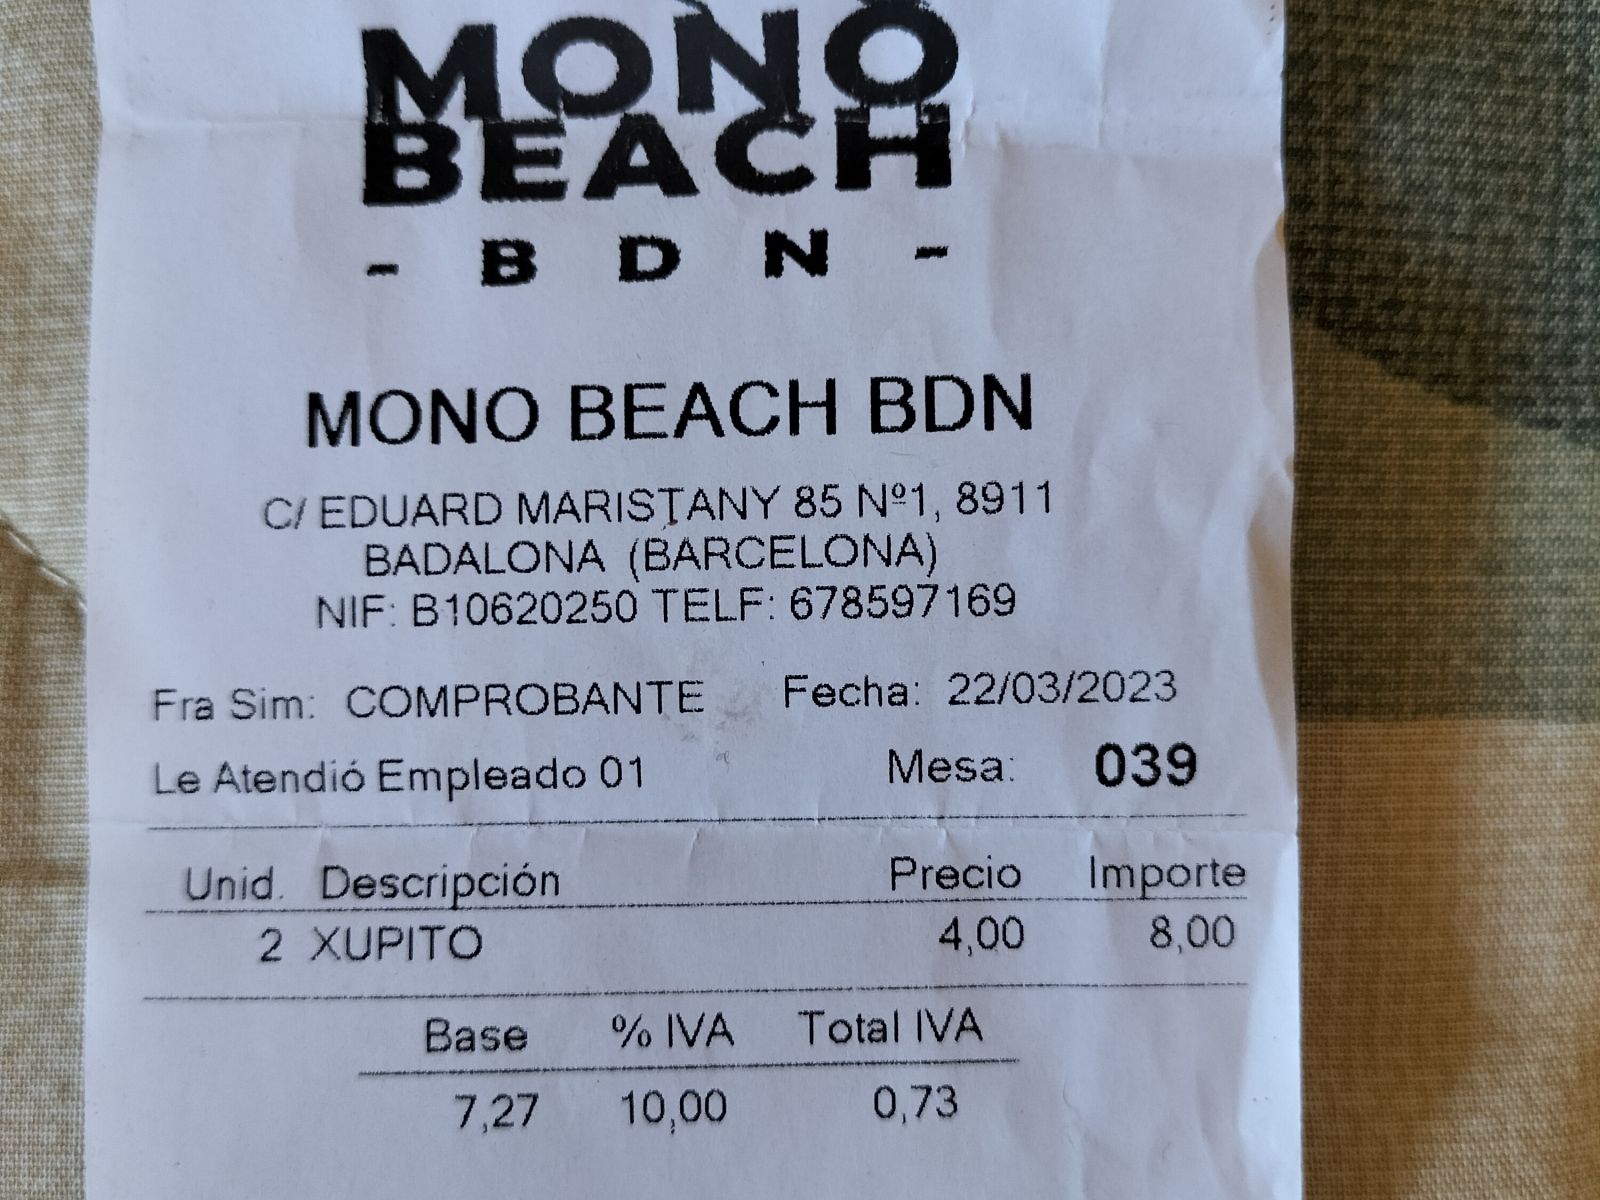 MONO
BEACH
- B D N -
MONO BEACH BDN
C/ EDUARD MARISTANY 85 Nº1, 8911
BADALONA (BARCELONA)
NIF: B10620250 TELF: 678597169
Fra Sim: COMPROBANTE Fecha: 22/03/2023
Le Atendió Empleado 01 Mesa: 039
Unid. Descripción Precio Importe
2 XUPITO 4,00 8,00
Base % IVA Total IVA
7,27 10,00 0,73